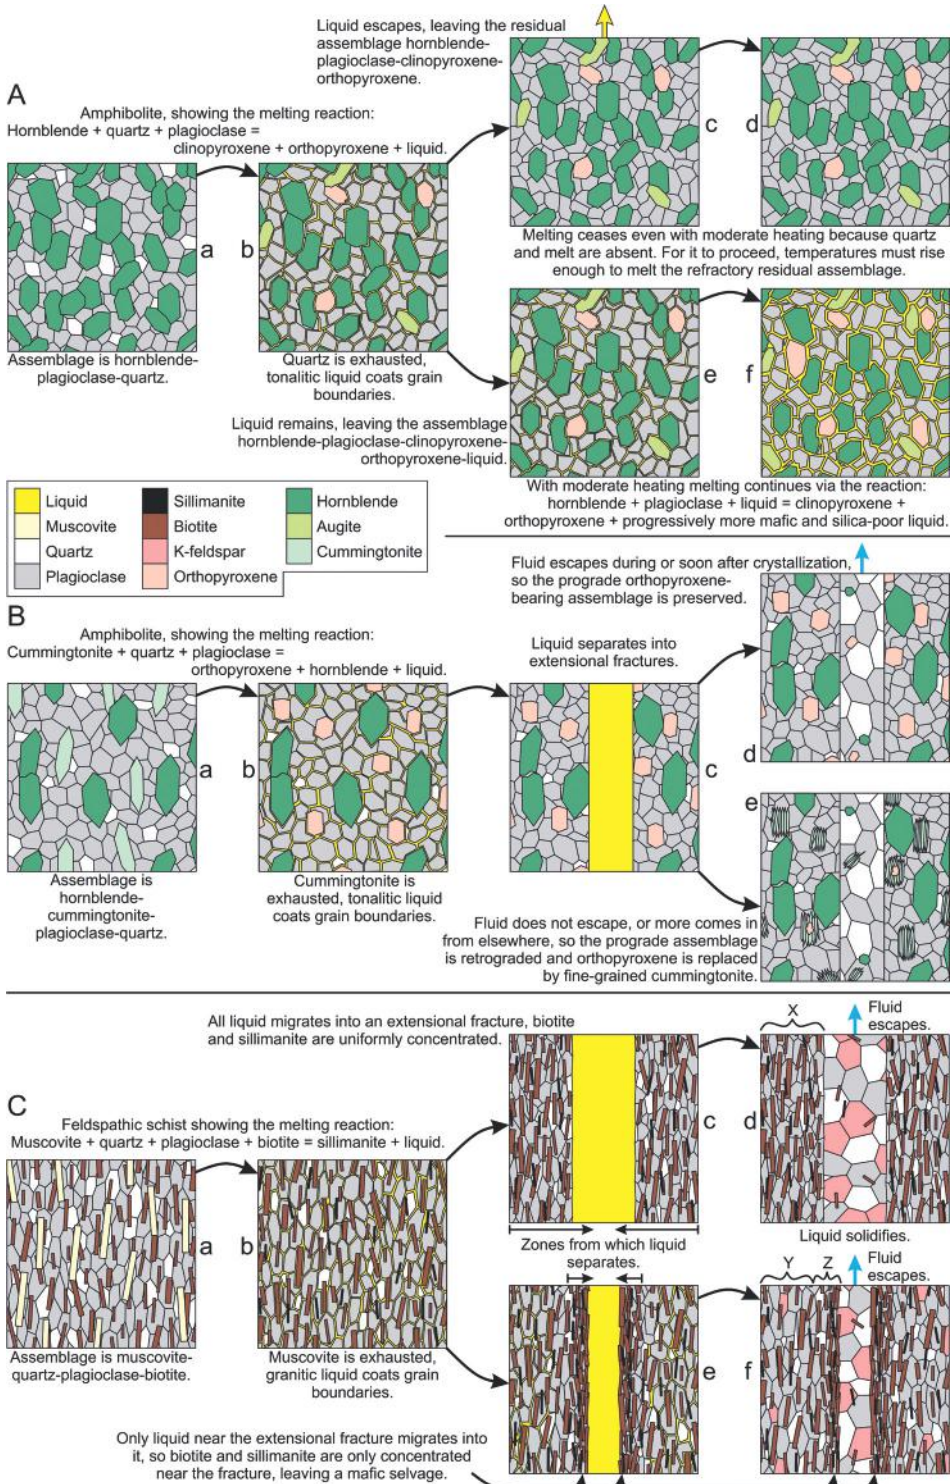 Liquid escapes, leaving the residual
assemblage hornblende-
plagioclase-clinopyroxene-
orthopyroxene.
A
Amphibolite, showing the melting reaction:
Hornblende + quartz + plagioclase =
clinopyroxene + orthopyroxene + liquid.
a
b
c
d
Melting ceases even with moderate heating because quartz
and melt are absent. For it to proceed, temperatures must rise
enough to melt the refractory residual assemblage.
Assemblage is hornblende-
plagioclase-quartz.
Quartz is exhausted,
tonalitic liquid coats grain
boundaries.
e
f
Liquid remains, leaving the assemblage
hornblende-plagioclase-clinopyroxene-
orthopyroxene-liquid.
With moderate heating melting continues via the reaction:
hornblende + plagioclase + liquid = clinopyroxene +
orthopyroxene + progressively more mafic and silica-poor liquid.
Liquid
Muscovite
Quartz
Plagioclase
Sillimanite
Biotite
K-feldspar
Orthopyroxene
Hornblende
Augite
Cummingtonite
Fluid escapes during or soon after crystallization,
so the prograde orthopyroxene-
bearing assemblage is preserved.
B
Amphibolite, showing the melting reaction:
Cummingtonite + quartz + plagioclase =
orthopyroxene + hornblende + liquid.
Liquid separates into
extensional fractures.
a
b
c
d
e
Assemblage is
hornblende-
cummingtonite-
plagioclase-quartz.
Cummingtonite is
exhausted, tonalitic liquid
coats grain boundaries.
Fluid does not escape, or more comes in
from elsewhere, so the prograde assemblage
is retrograded and orthopyroxene is replaced
by fine-grained cummingtonite.
All liquid migrates into an extensional fracture, biotite
and sillimanite are uniformly concentrated.
X
Fluid
escapes.
C
Feldspathic schist showing the melting reaction:
Muscovite + quartz + plagioclase + biotite = sillimanite + liquid.
a
b
c
d
Zones from which liquid
separates.
Liquid solidifies.
Y
Z
Fluid
escapes.
Assemblage is muscovite-
quartz-plagioclase-biotite.
Muscovite is exhausted,
granitic liquid coats grain
boundaries.
e
f
Only liquid near the extensional fracture migrates into
it, so biotite and sillimanite are only concentrated
near the fracture, leaving a mafic selvage.